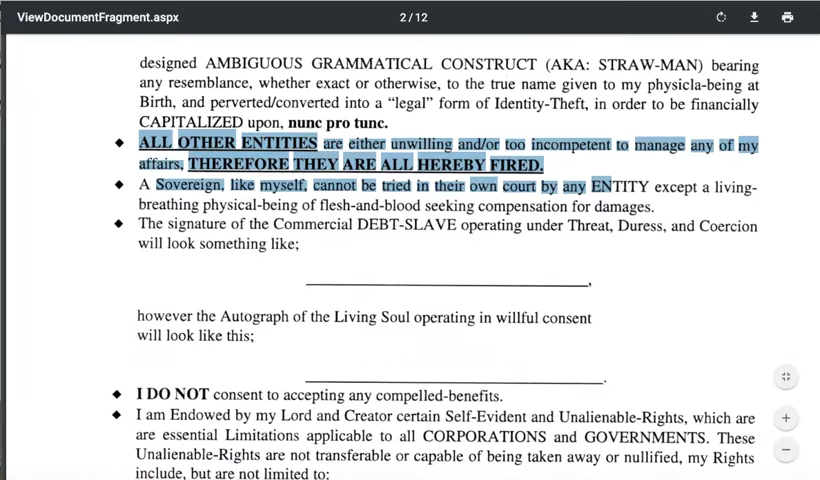 ViewDocumentFragment.aspx
2 / 12
designed AMBIGUOUS GRAMMATICAL CONSTRUCT (AKA: STRAW-MAN) bearing
any resemblance, whether exact or otherwise, to the true name given to my physicla-being at
Birth, and perverted/converted into a “legal” form of Identity-Theft, in order to be financially
CAPITALIZED upon, nunc pro tunc.
◆ ALL OTHER ENTITIES are either unwilling and/or too incompetent to manage any of my
affairs, THEREFORE THEY ARE ALL HEREBY FIRED.
◆ A Sovereign, like myself, cannot be tried in their own court by any ENTITY except a living-
breathing physical-being of flesh-and-blood seeking compensation for damages.
◆ The signature of the Commercial DEBT-SLAVE operating under Threat, Duress, and Coercion
will look something like;
,
however the Autograph of the Living Soul operating in willful consent
will look like this;
.
◆ I DO NOT consent to accepting any compelled-benefits.
◆ I am Endowed by my Lord and Creator certain Self-Evident and Unalienable-Rights, which are
are essential Limitations applicable to all CORPORATIONS and GOVERNMENTS. These
Unalienable-Rights are not transferable or capable of being taken away or nullified, my Rights
include, but are not limited to: